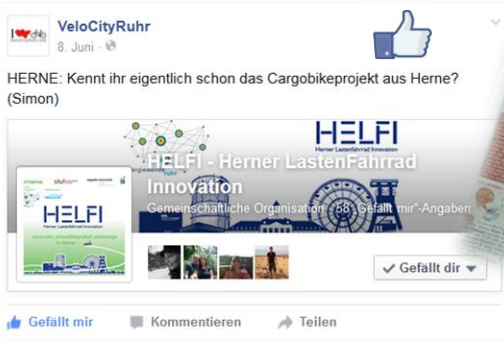 VeloCityRuhr
8. Juni ·
HERNE: Kennt ihr eigentlich schon das Cargobikeprojekt aus Herne?
(Simon)
HELFI
HELFI - Herner LastenFahrrad
Innovation
Gemeinschaftliche Organisation · 58 „Gefällt mir“-Angaben
HELFI
Herner Lastenfahrrad Innovation
Gefällt dir
Gefällt mir
Kommentieren
Teilen